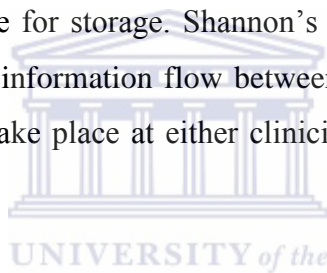 e for storage. Shannon’s
information flow between
ake place at either clinici
UNIVERSITY of the